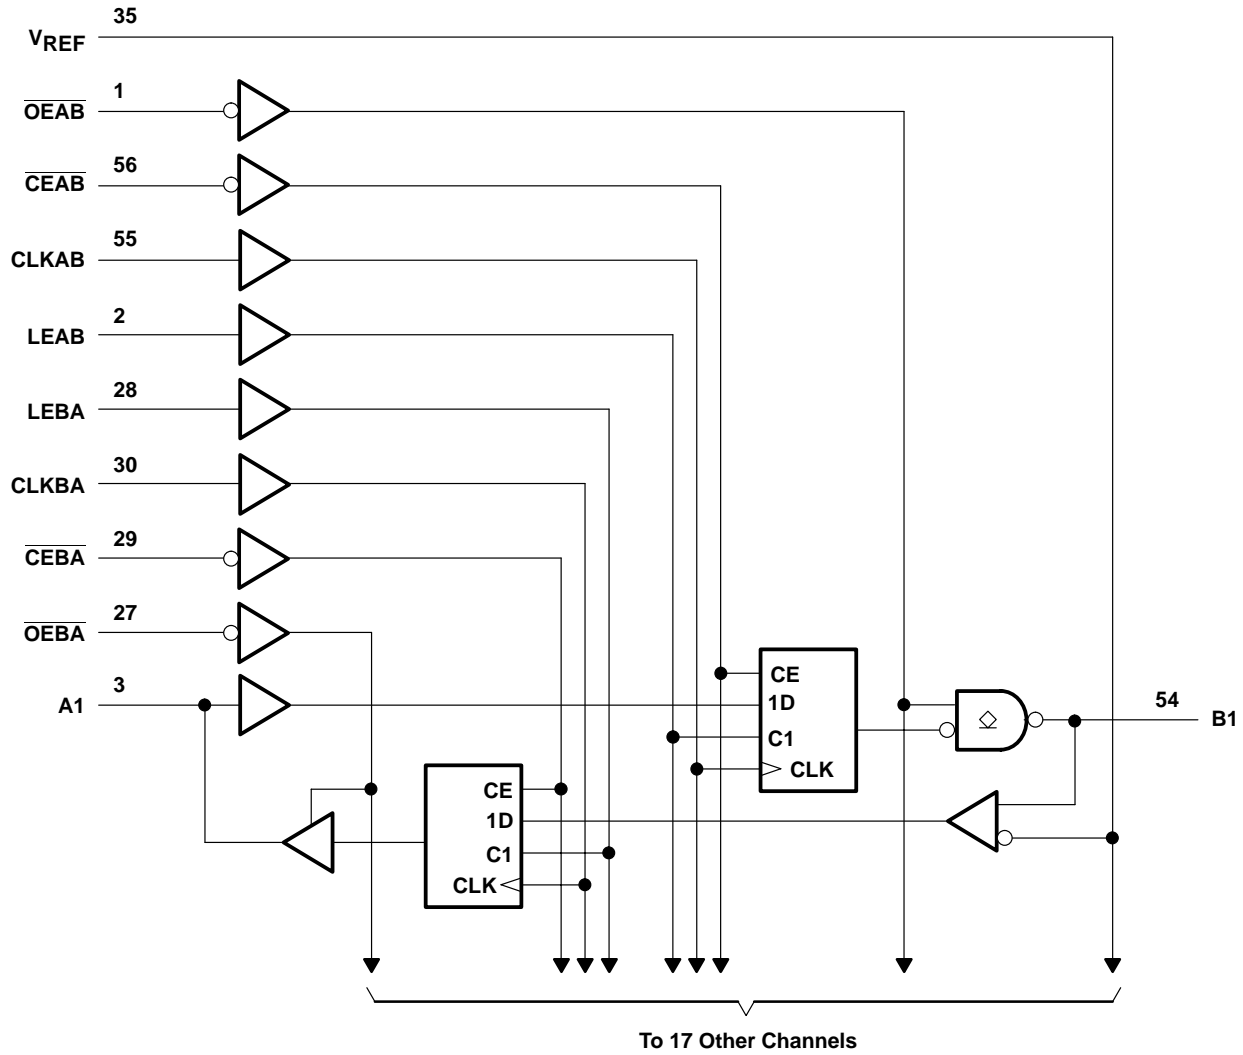 35
VREF
1
OEAB
56
CEAB
55
CLKAB
2
LEAB
28
LEBA
30
CLKBA
29
CEBA
27
OEBA
3
A1
CE
1D
C1
CLK
54
B1
CE
1D
C1
CLK
To 17 Other Channels